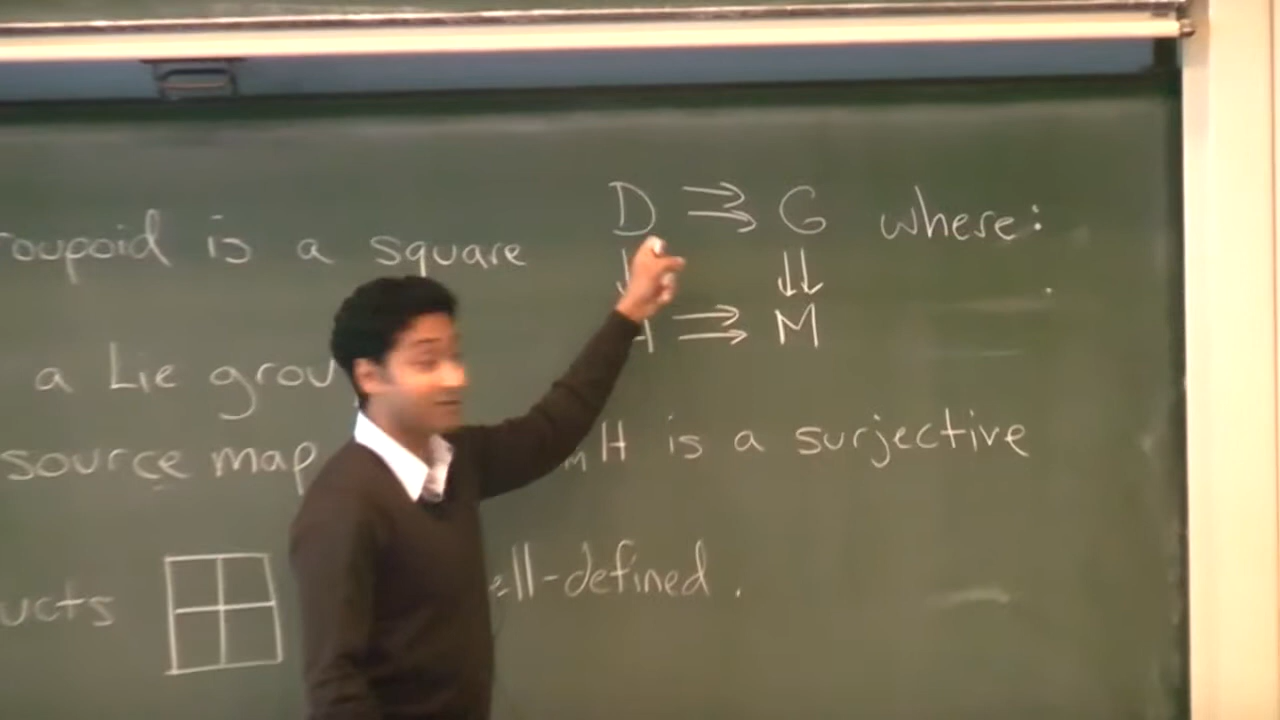 D ⇉ G where:
roupoid is a square
⇊
⇉ M
a Lie grou
source map M H is a surjective
ucts ell-defined.